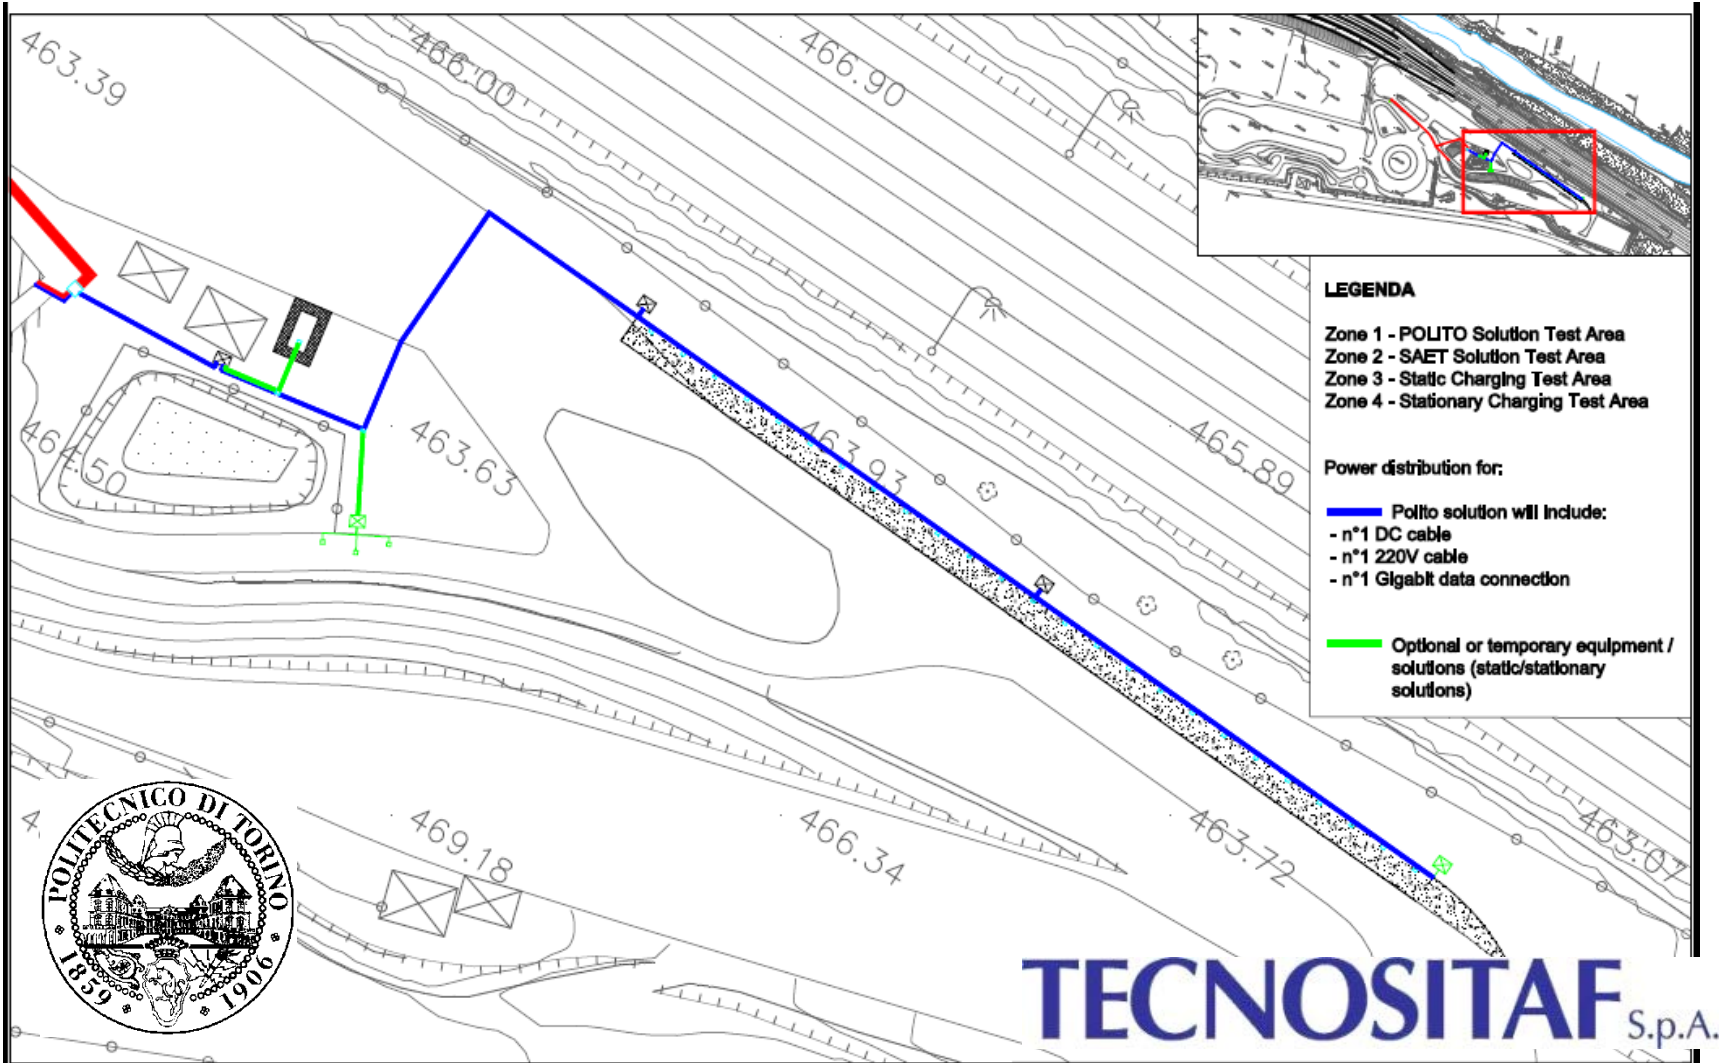 463.39
466.00
466.90
LEGENDA
Zone 1 - POLITO Solution Test Area
Zone 2 - SAET Solution Test Area
Zone 3 - Static Charging Test Area
Zone 4 - Stationary Charging Test Area
464.50
463.63
463.93
465.89
Power distribution for:
Polito solution will include:
- n°1 DC cable
- n°1 220V cable
- n°1 Gigabit data connection
Optional or temporary equipment /
solutions (static/stationary
solutions)
469.18
466.34
463.72
463.07
POLITECNICO DI TORINO
1859
1906
TECNOSITAF S.p.A.